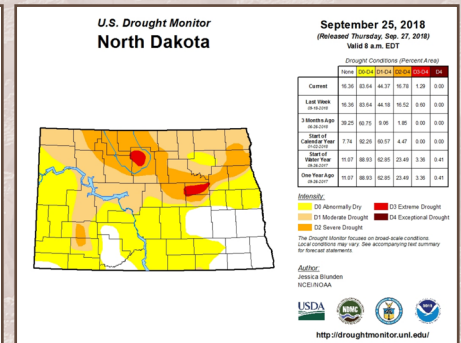 U.S. Drought Monitor
North Dakota
September 25, 2018
(Released Thursday, Sep. 27, 2018)
Valid 8 a.m. EDT
Drought Conditions (Percent Area)
None D0-D4 D1-D4 D2-D4 D3-D4 D4
Current 16.36 83.64 44.37 16.78 1.29 0.00
Last Week 16.36 83.64 44.18 16.52 0.60 0.00
3 Months Ago 39.25 60.75 9.06 1.85 0.00 0.00
Start of
Calendar Year 7.74 92.26 60.57 4.47 0.00 0.00
Start of
Water Year 11.07 88.93 62.85 23.49 3.36 0.41
One Year Ago 11.07 88.93 62.85 23.49 3.36 0.41
Intensity:
D0 Abnormally Dry
D1 Moderate Drought
D2 Severe Drought
D3 Extreme Drought
D4 Exceptional Drought
The Drought Monitor focuses on broad-scale conditions.
Local conditions may vary. See accompanying text summary
for forecast statements.
Author:
Jessica Blunden
NCEI/NOAA
USDA
NDMC
http://droughtmonitor.unl.edu/